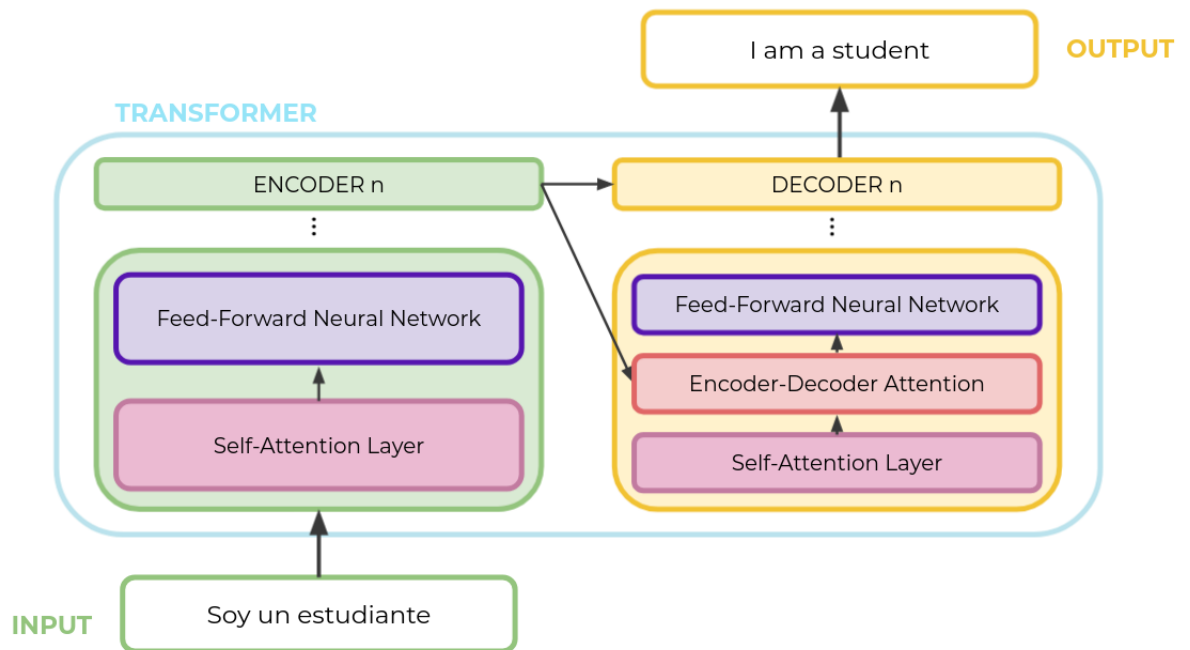 I am a student
OUTPUT
TRANSFORMER
ENCODER n
DECODER n
⋮
⋮
Feed-Forward Neural Network
Feed-Forward Neural Network
Encoder-Decoder Attention
Self-Attention Layer
Self-Attention Layer
Soy un estudiante
INPUT